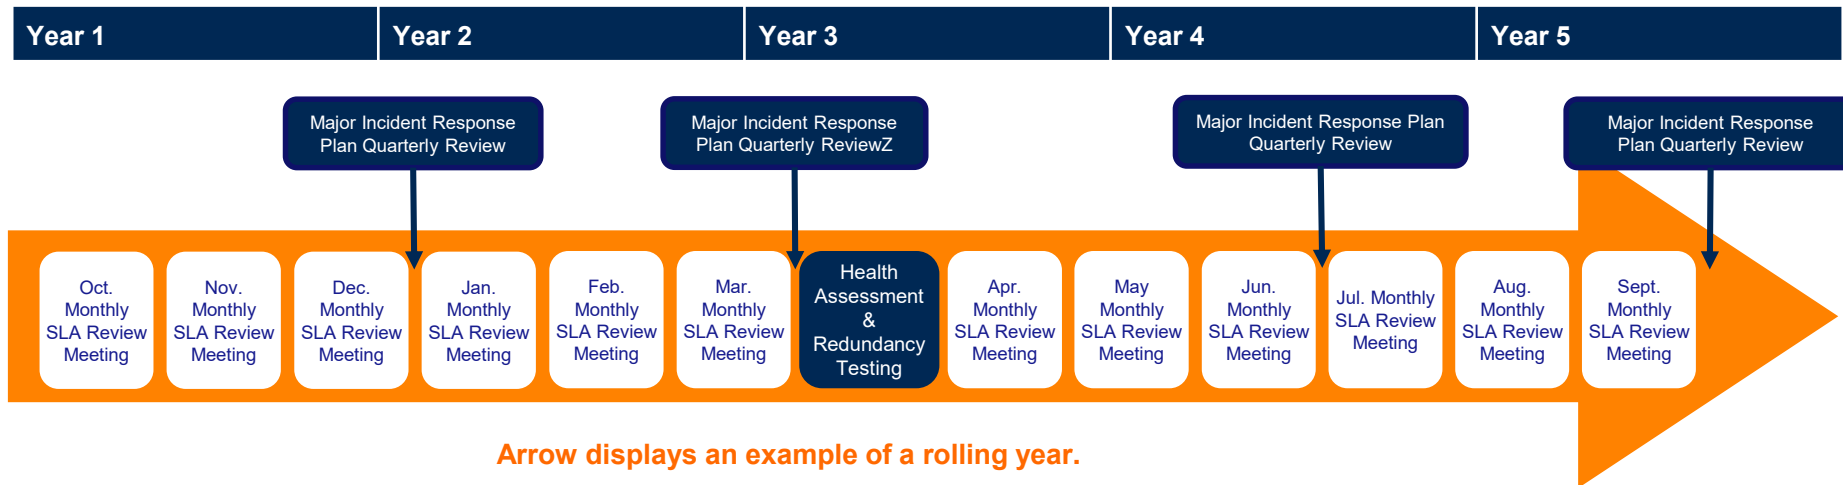 Year 1
Year 2
Year 3
Year 4
Year 5
Major Incident Response
Plan Quarterly Review
Major Incident Response
Plan Quarterly ReviewZ
Major Incident Response Plan
Quarterly Review
Major Incident Response
Plan Quarterly Review
Oct.
Monthly
SLA Review
Meeting
Nov.
Monthly
SLA Review
Meeting
Dec.
Monthly
SLA Review
Meeting
Jan.
Monthly
SLA Review
Meeting
Feb.
Monthly
SLA Review
Meeting
Mar.
Monthly
SLA Review
Meeting
Health
Assessment
&
Redundancy
Testing
Apr.
Monthly
SLA Review
Meeting
May
Monthly
SLA Review
Meeting
Jun.
Monthly
SLA Review
Meeting
Jul. Monthly
SLA Review
Meeting
Aug.
Monthly
SLA Review
Meeting
Sept.
Monthly
SLA Review
Meeting
Arrow displays an example of a rolling year.